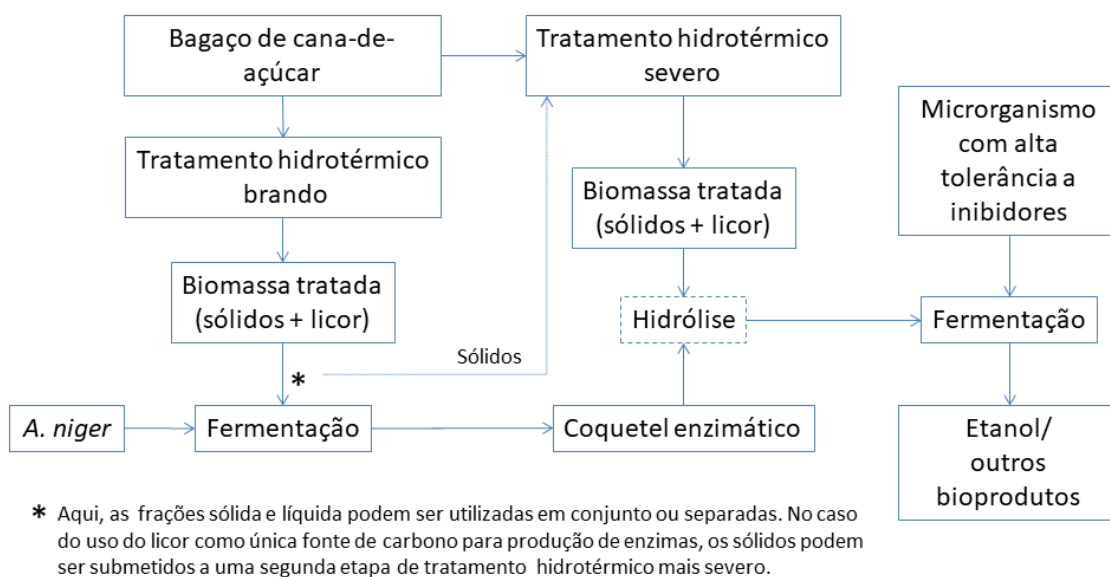 Bagaço de cana-de-
açúcar
Tratamento hidrotérmico
severo
Microrganismo
com alta
tolerância a
inibidores
Tratamento hidrotérmico
brando
Biomassa tratada
(sólidos + licor)
Biomassa tratada
(sólidos + licor)
Hidrólise
Fermentação
Sólidos
*
A. niger
Fermentação
Coquetel enzimático
Etanol/
outros
bioprodutos
* Aqui, as frações sólida e líquida podem ser utilizadas em conjunto ou separadas. No caso
do uso do licor como única fonte de carbono para produção de enzimas, os sólidos podem
ser submetidos a uma segunda etapa de tratamento hidrotérmico mais severo.